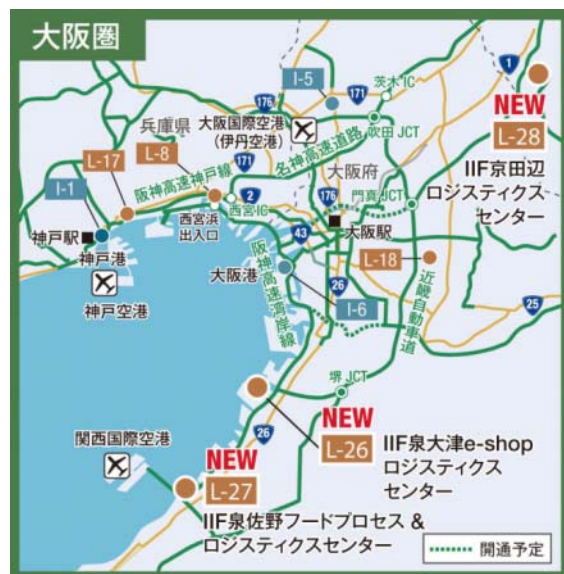 大阪圏
1
I-5
茨木IC
171
176
NEW
L-28
兵庫県
大阪国際空港
(伊丹空港)
吹田JCT
名神高速道路
L-17
L-8
171
IIF京田辺
ロジスティクス
センター
大阪府
I-1
阪神高速神戸線
2
176
門真JCT
西宮IC
西宮浜
出入口
神戸駅
神戸港
43
大阪駅
大阪港
L-18
神戸空港
阪神高速湾岸線
26
I-6
近畿自動車道
25
堺JCT
NEW
L-26
IIF泉大津e-shop
ロジスティクス
センター
関西国際空港
26
NEW
L-27
IIF泉佐野フードプロセス &
ロジスティクスセンター
開通予定